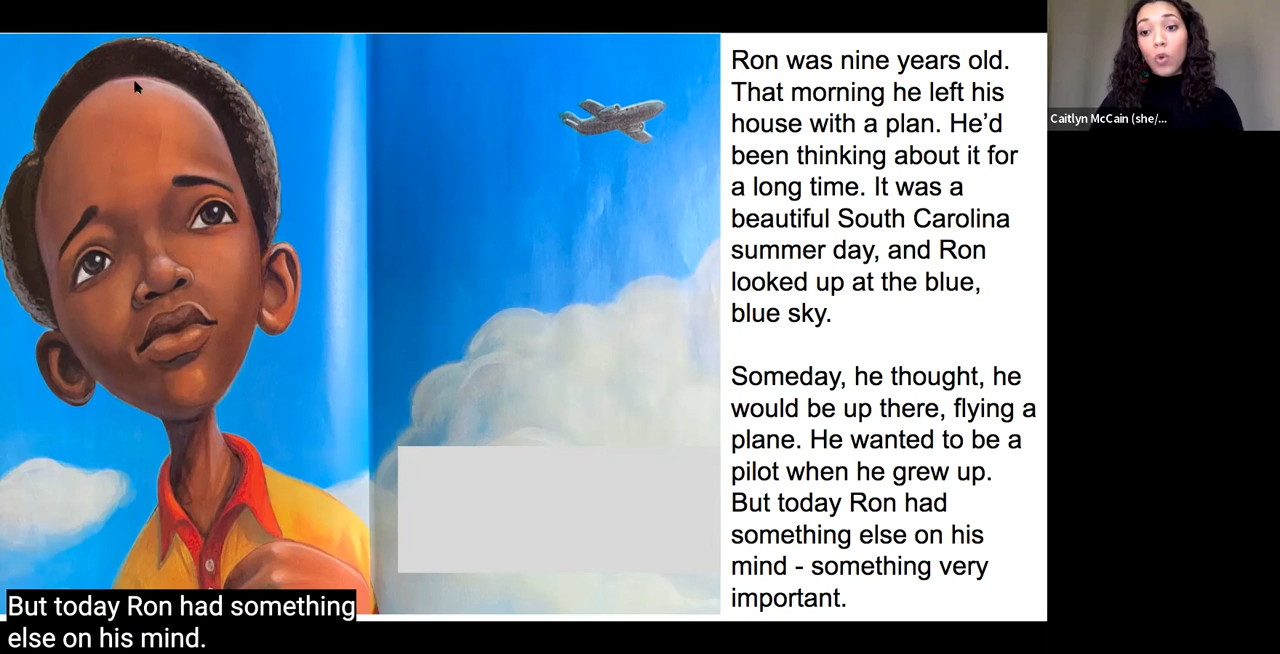 Ron was nine years old.
That morning he left his
house with a plan. He’d
been thinking about it for
a long time. It was a
beautiful South Carolina
summer day, and Ron
looked up at the blue,
blue sky.
Someday, he thought, he
would be up there, flying a
plane. He wanted to be a
pilot when he grew up.
But today Ron had
something else on his
mind - something very
important.
Caitlyn McCain (she/...
But today Ron had something
else on his mind.